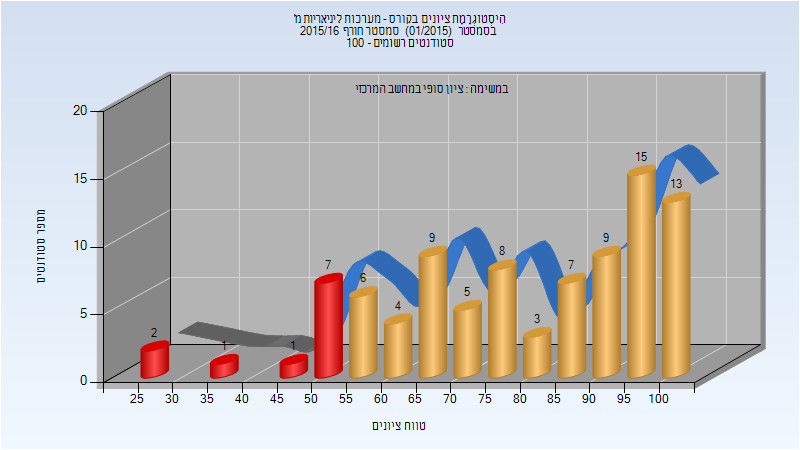 היסטוגרמת ציונים בקורס - מערכות ליניאריות מ'
בסמסטר (01/2015) סמסטר חורף 2015/16
סטודנטים רשומים - 100
במשימה : ציון סופי במחשב המרכזי
מספר סטודנטים
20
15
10
5
0
2
1
1
7
6
4
9
5
8
3
7
9
15
13
25 30 35 40 45 50 55 60 65 70 75 80 85 90 95 100
טווח ציונים